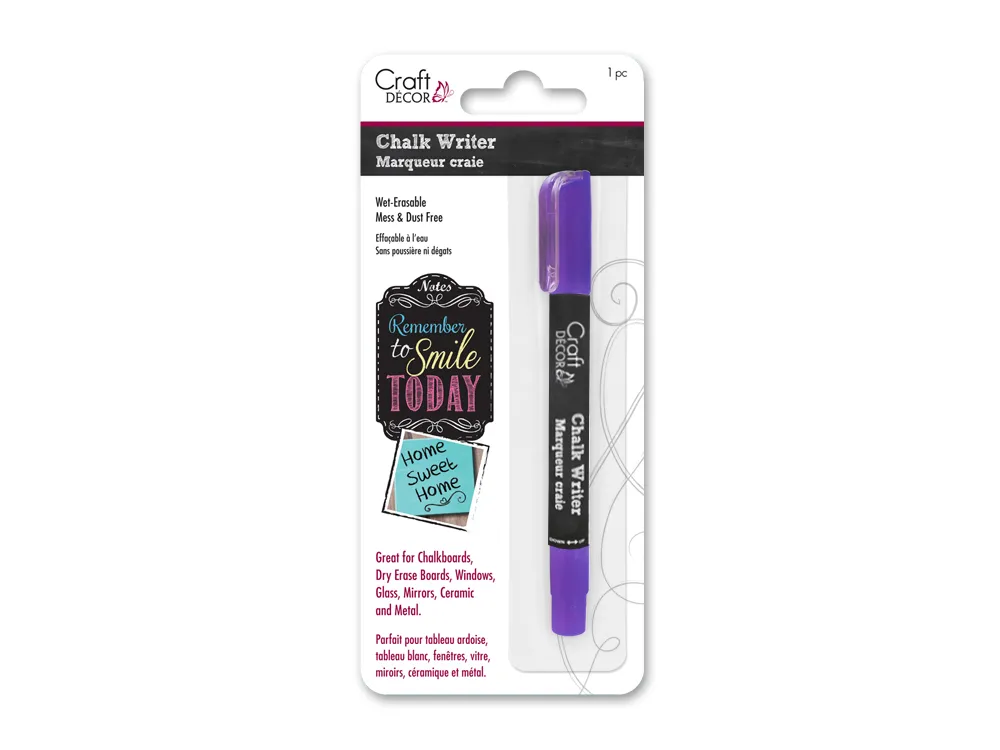 Craft
DÉCOR
1 pc
Chalk Writer
Marqueur craie
Wet-Erasable
Mess & Dust Free
Effaçable à l'eau
Sans poussière ni dégats
Notes
Remember
to Smile
TODAY
Home
Sweet
Home
Great for Chalkboards,
Dry Erase Boards, Windows,
Glass, Mirrors, Ceramic
and Metal.
Parfait pour tableau ardoise,
tableau blanc, fenêtres, vitre,
miroirs, céramique et métal.
Craft
DÉCOR
Chalk Writer
Marqueur craie